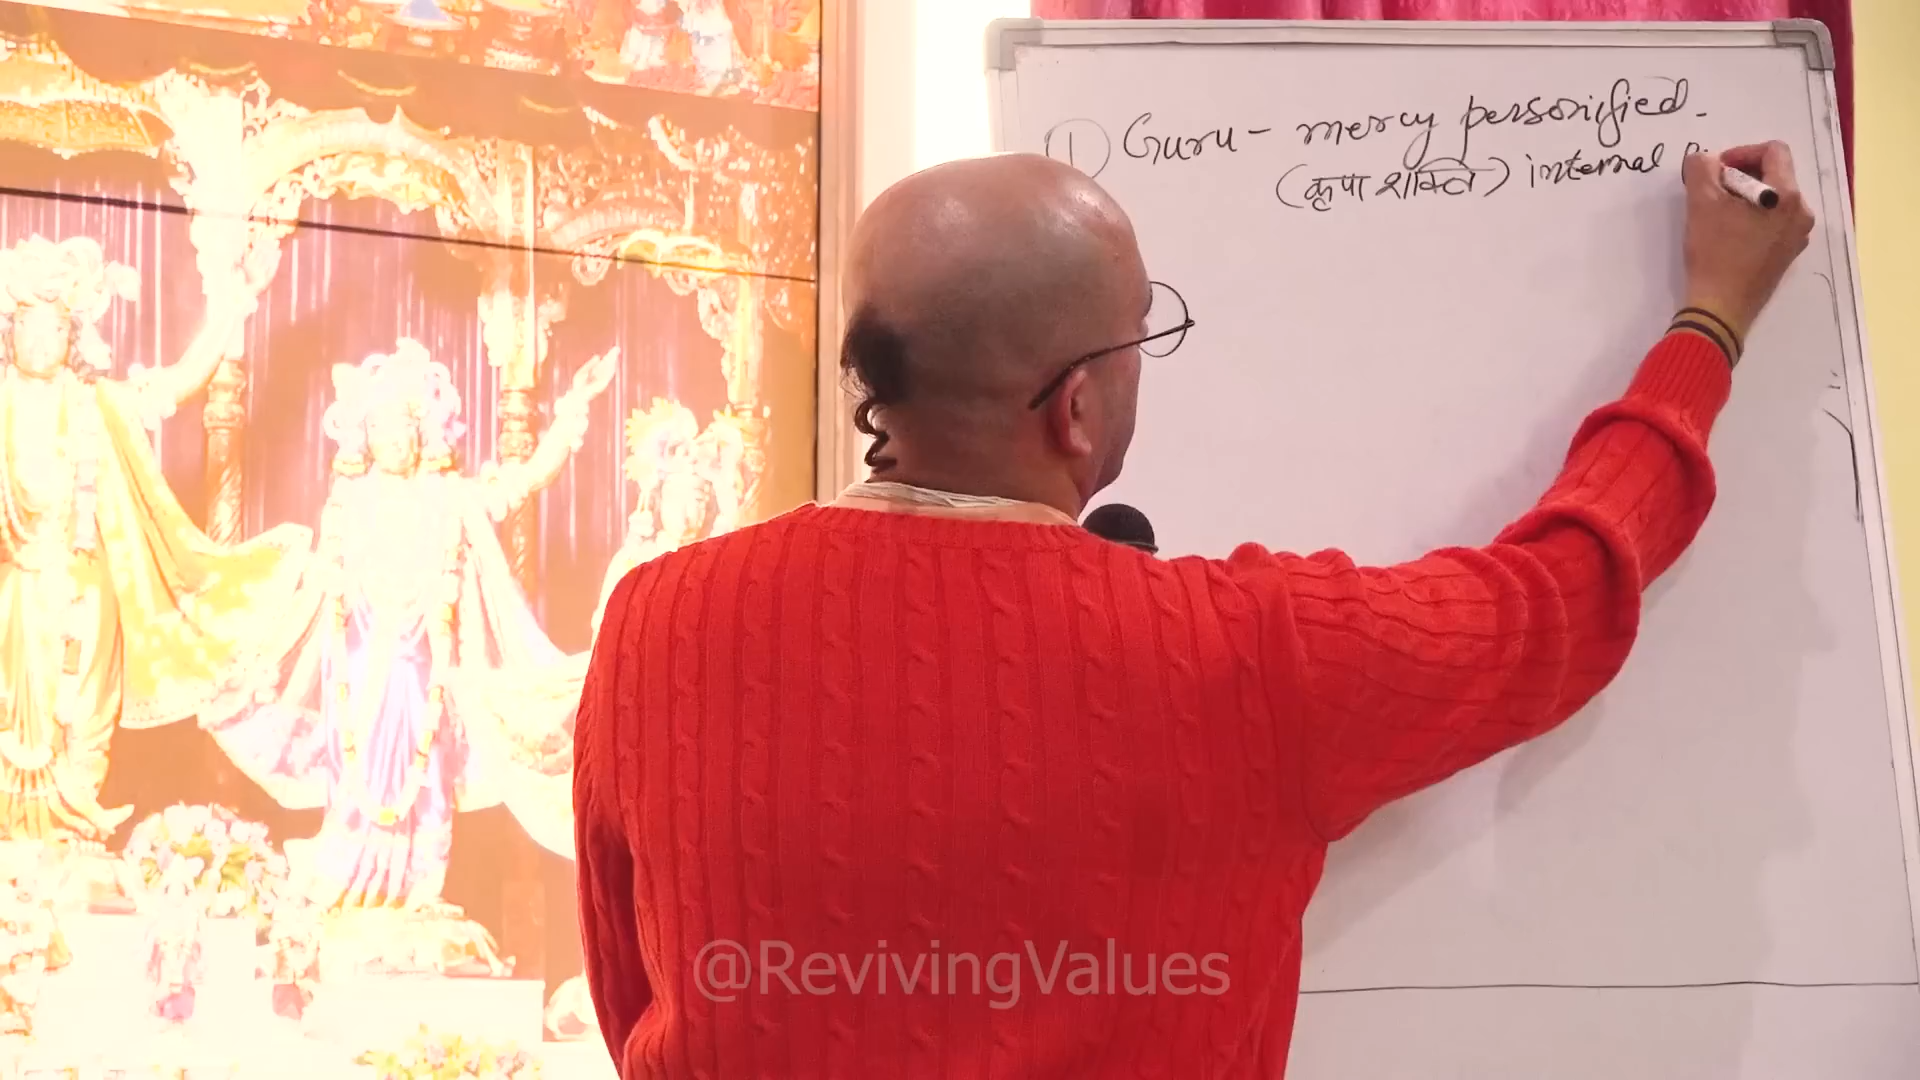 ① Guru - mercy personified.
(कृपा शक्ति) internal
@RevivingValues